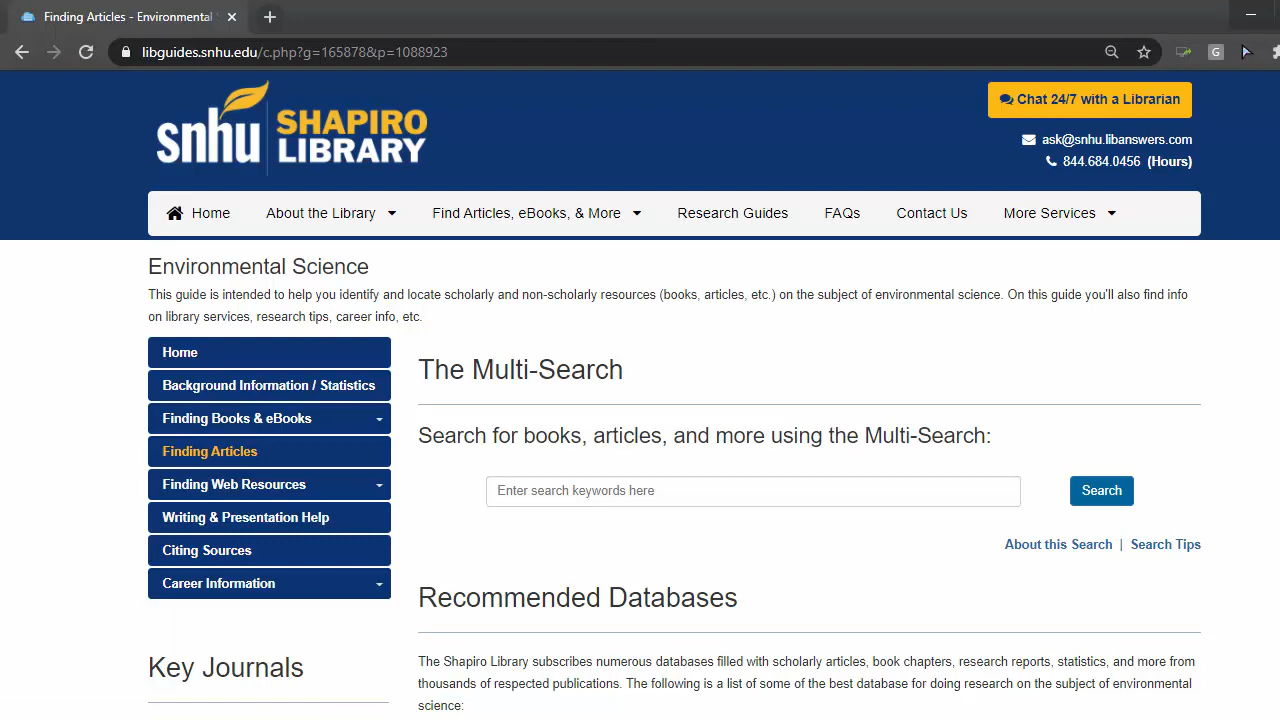 Finding Articles - Environmental
libguides.snhu.edu/c.php?g=165878&p=1088923
G
snhu SHAPIRO LIBRARY
Chat 24/7 with a Librarian
ask@snhu.libanswers.com
844.684.0456 (Hours)
Home About the Library Find Articles, eBooks, & More Research Guides FAQs Contact Us More Services
Environmental Science
This guide is intended to help you identify and locate scholarly and non-scholarly resources (books, articles, etc.) on the subject of environmental science. On this guide you'll also find info
on library services, research tips, career info, etc.
Home
Background Information / Statistics
Finding Books & eBooks
Finding Articles
Finding Web Resources
Writing & Presentation Help
Citing Sources
Career Information
Key Journals
The Multi-Search
Search for books, articles, and more using the Multi-Search:
Enter search keywords here
Search
About this Search | Search Tips
Recommended Databases
The Shapiro Library subscribes numerous databases filled with scholarly articles, book chapters, research reports, statistics, and more from
thousands of respected publications. The following is a list of some of the best database for doing research on the subject of environmental
science: